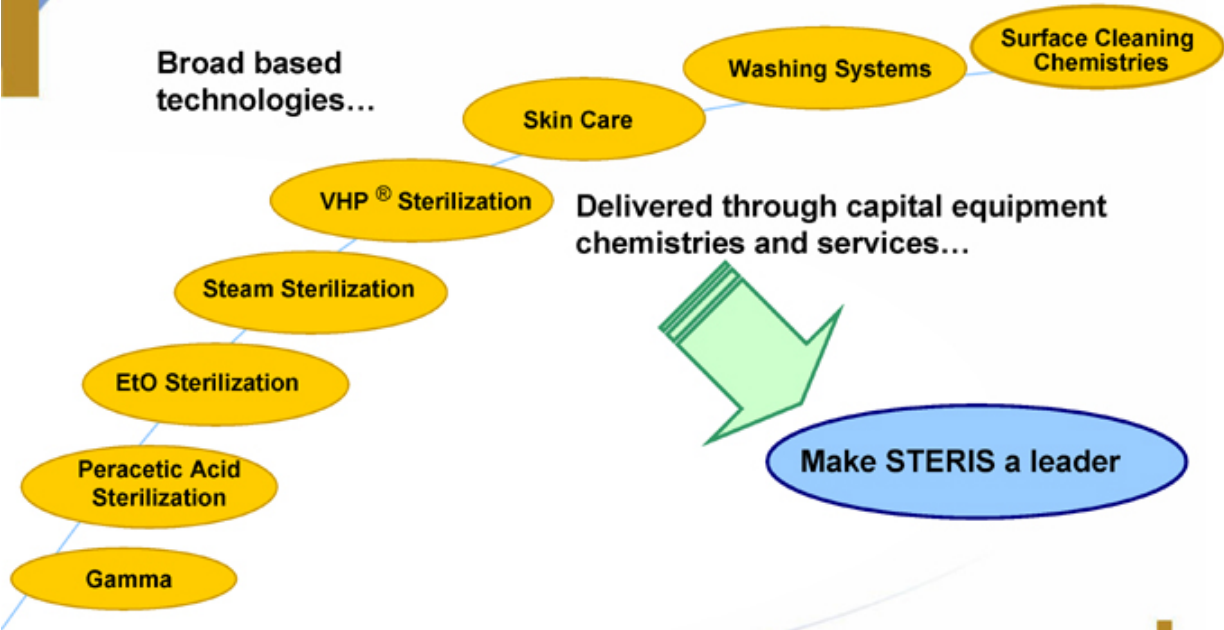 Broad based
technologies…
Surface Cleaning
Chemistries
Washing Systems
Skin Care
VHP ® Sterilization
Delivered through capital equipment
chemistries and services…
Steam Sterilization
EtO Sterilization
Make STERIS a leader
Peracetic Acid
Sterilization
Gamma